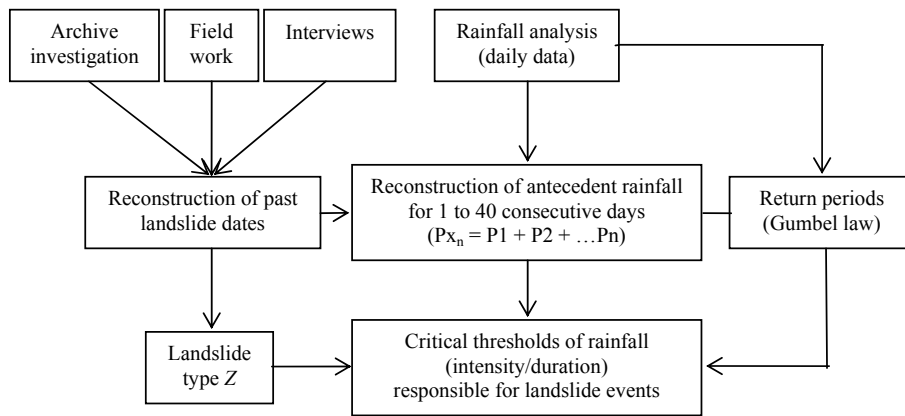 Archive
investigation
Field
work
Interviews
Rainfall analysis
(daily data)
Reconstruction of past
landslide dates
Reconstruction of antecedent rainfall
for 1 to 40 consecutive days
(Pxₙ = P1 + P2 + …Pn)
Return periods
(Gumbel law)
Landslide
type Z
Critical thresholds of rainfall
(intensity/duration)
responsible for landslide events